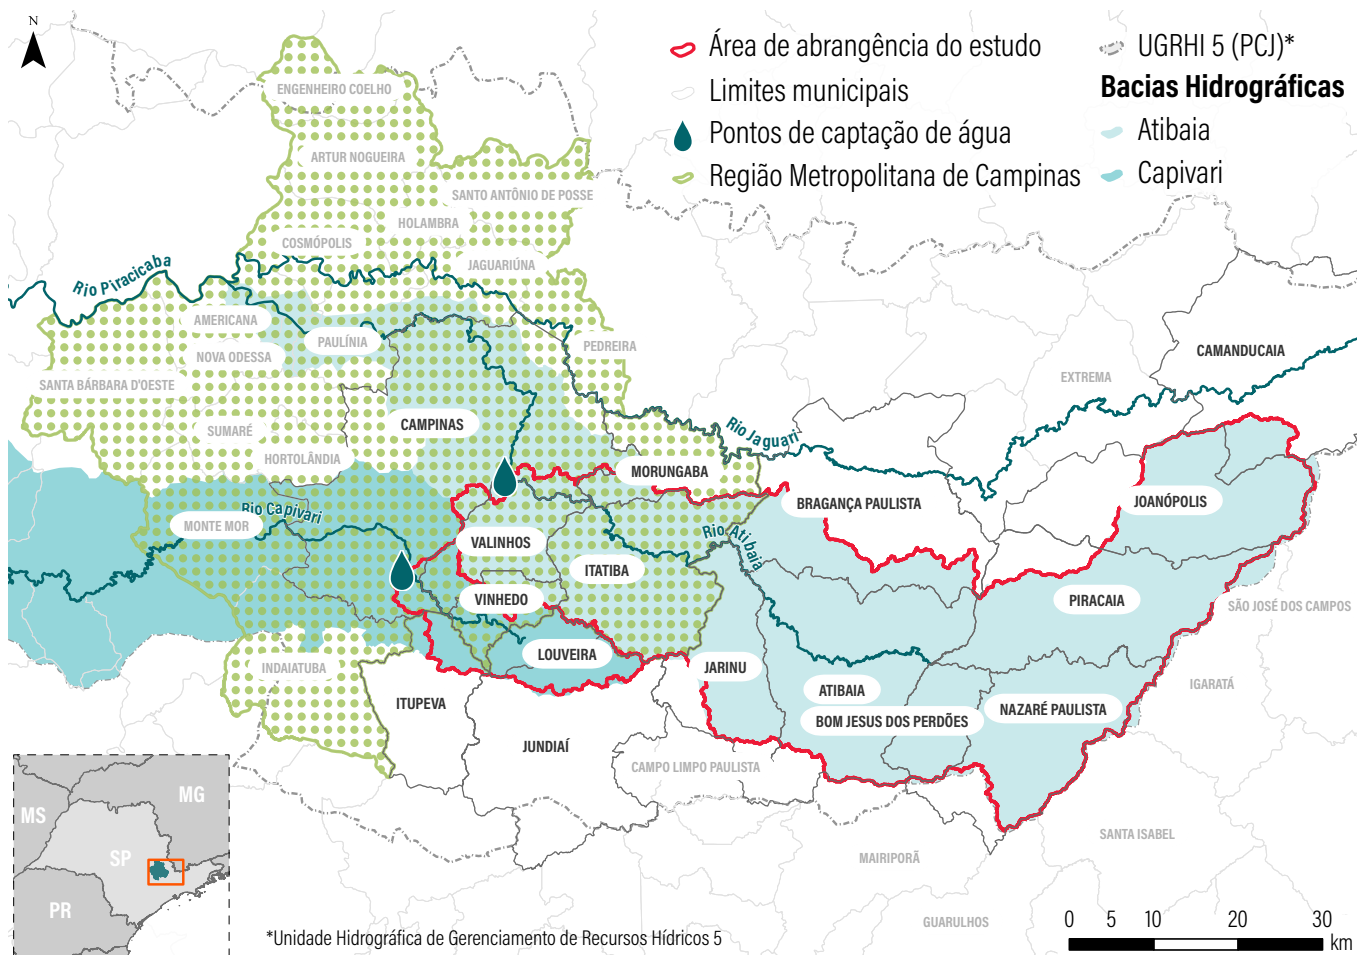 N
Área de abrangência do estudo
Limites municipais
Pontos de captação de água
Região Metropolitana de Campinas
UGRHI 5 (PCJ)*
Bacias Hidrográficas
Atibaia
Capivari
ENGENHEIRO COELHO
ARTUR NOGUEIRA
SANTO ANTÔNIO DE POSSE
HOLAMBRA
COSMÓPOLIS
JAGUARIÚNA
Rio Piracicaba
AMERICANA
PAULÍNIA
PEDREIRA
NOVA ODESSA
SANTA BÁRBARA D'OESTE
CAMANDUCAIA
EXTREMA
CAMPINAS
SUMARÉ
Rio Jaguari
HORTOLÂNDIA
MORUNGABA
BRAGANÇA PAULISTA
JOANÓPOLIS
Rio Capivari
MONTE MOR
VALINHOS
Rio Atibaia
ITATIBA
VINHEDO
PIRACAIA
SÃO JOSÉ DOS CAMPOS
LOUVEIRA
INDAIATUBA
JARINU
IGARATÁ
ATIBAIA
ITUPEVA
NAZARÉ PAULISTA
BOM JESUS DOS PERDÕES
JUNDIAÍ
CAMPO LIMPO PAULISTA
SANTA ISABEL
MAIRIPORÃ
GUARULHOS
MS
MG
SP
PR
*Unidade Hidrográfica de Gerenciamento de Recursos Hídricos 5
0 5 10 20 30
km